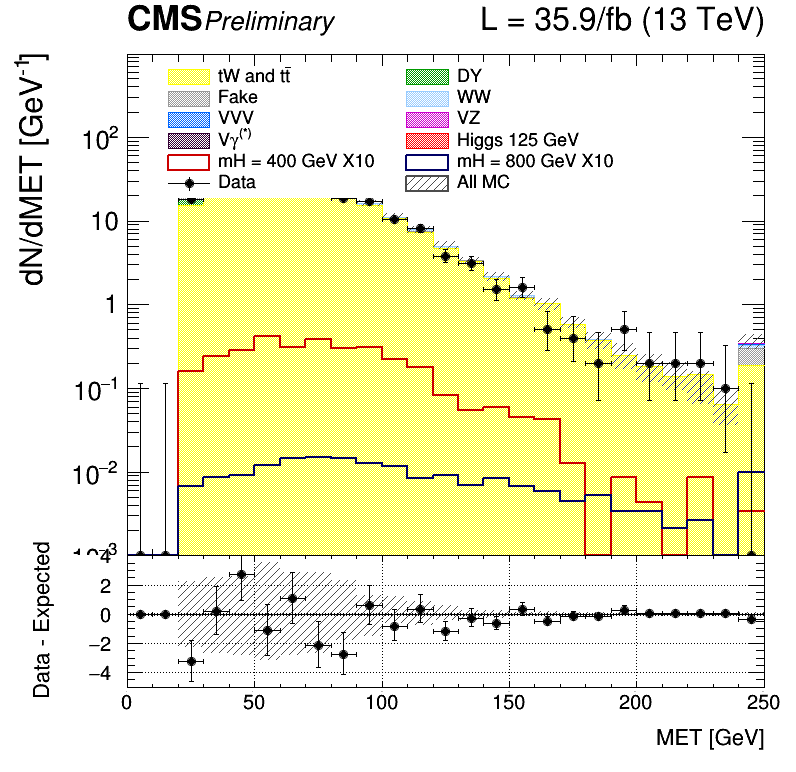 CMS Preliminary L = 35.9/fb (13 TeV)
dN/dMET [GeV⁻¹]
tW and tt̄ DY
Fake WW
VVV VZ
Vγ(*) Higgs 125 GeV
mH = 400 GeV X10 mH = 800 GeV X10
Data All MC
10²
10
1
10⁻¹
10⁻²
10⁻³
Data - Expected
4
2
0
−2
−4
0 50 100 150 200 250
MET [GeV]